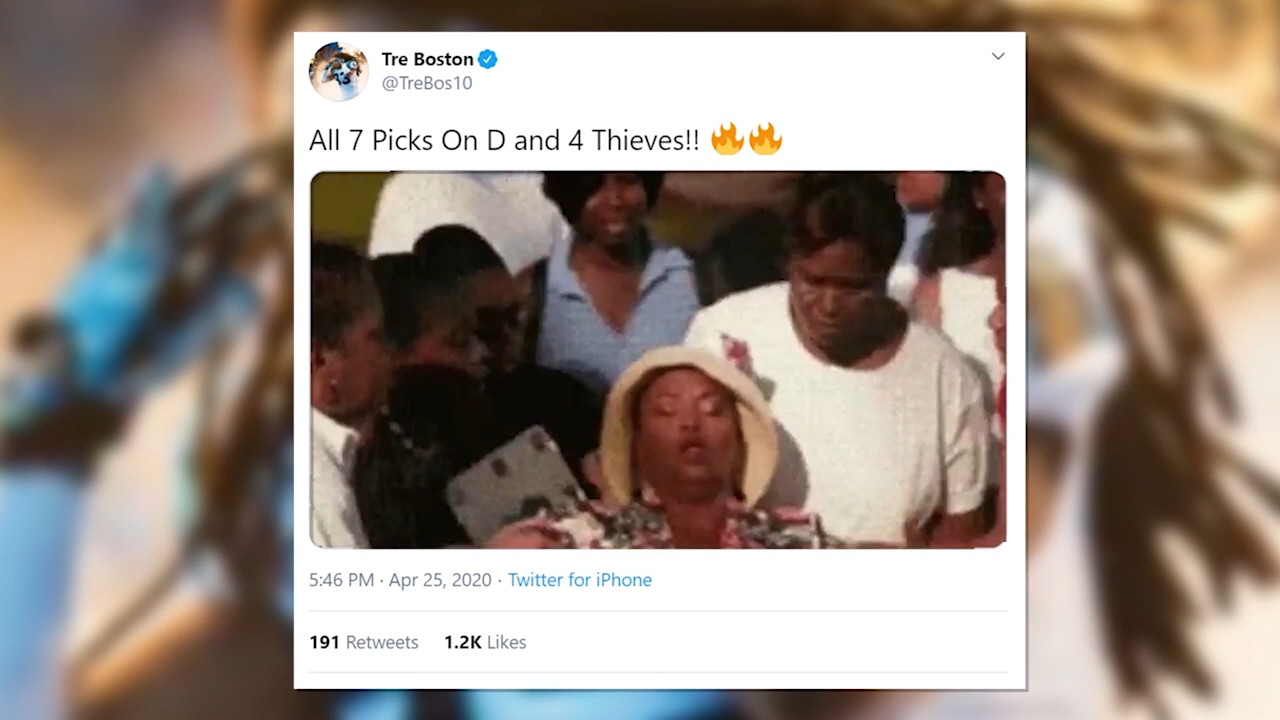 Tre Boston
@TreBos10
All 7 Picks On D and 4 Thieves!! 🔥🔥
5:46 PM · Apr 25, 2020 · Twitter for iPhone
191 Retweets 1.2K Likes